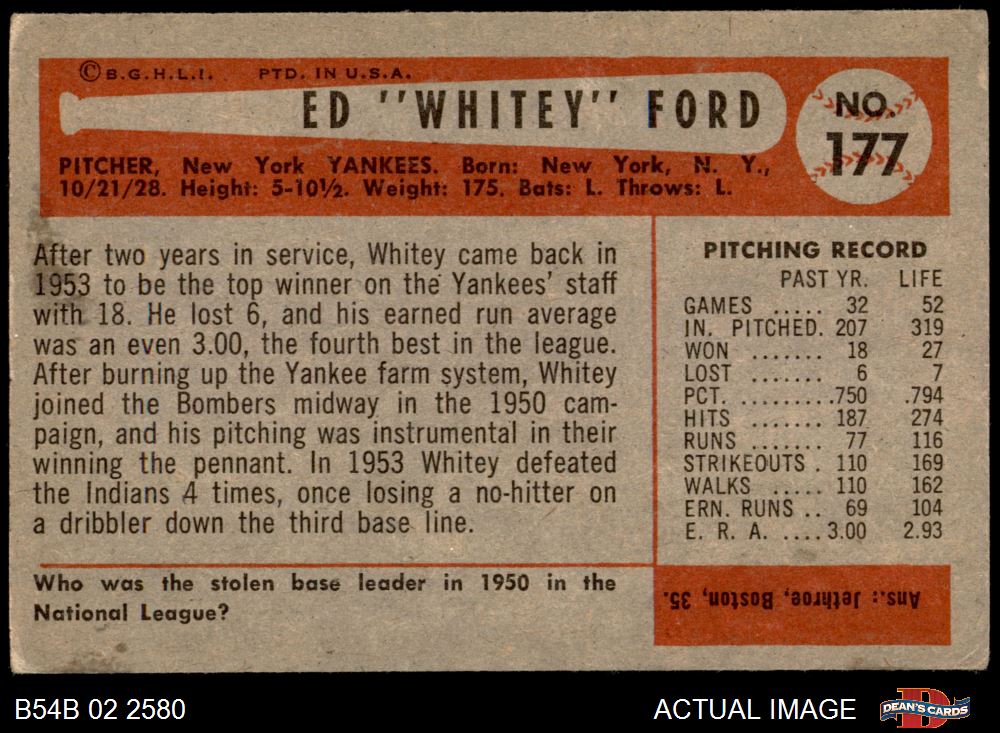 © B.G.H.L.I. PTD. IN U.S.A.
ED "WHITEY" FORD
NO.
177
PITCHER, New York YANKEES. Born: New York, N. Y.,
10/21/28. Height: 5-10½. Weight: 175. Bats: L. Throws: L.
After two years in service, Whitey came back in
1953 to be the top winner on the Yankees' staff
with 18. He lost 6, and his earned run average
was an even 3.00, the fourth best in the league.
After burning up the Yankee farm system, Whitey
joined the Bombers midway in the 1950 cam-
paign, and his pitching was instrumental in their
winning the pennant. In 1953 Whitey defeated
the Indians 4 times, once losing a no-hitter on
a dribbler down the third base line.
Who was the stolen base leader in 1950 in the
National League?
PITCHING RECORD
PAST YR. LIFE
GAMES ..... 32 52
IN. PITCHED. 207 319
WON ....... 18 27
LOST ....... 6 7
PCT. .........750 .794
HITS ....... 187 274
RUNS ....... 77 116
STRIKEOUTS . 110 169
WALKS ..... 110 162
ERN. RUNS .. 69 104
E. R. A. ....3.00 2.93
Ans.: Jethroe, Boston, 35.
B54B 02 2580
ACTUAL IMAGE
D
DEAN'S CARDS